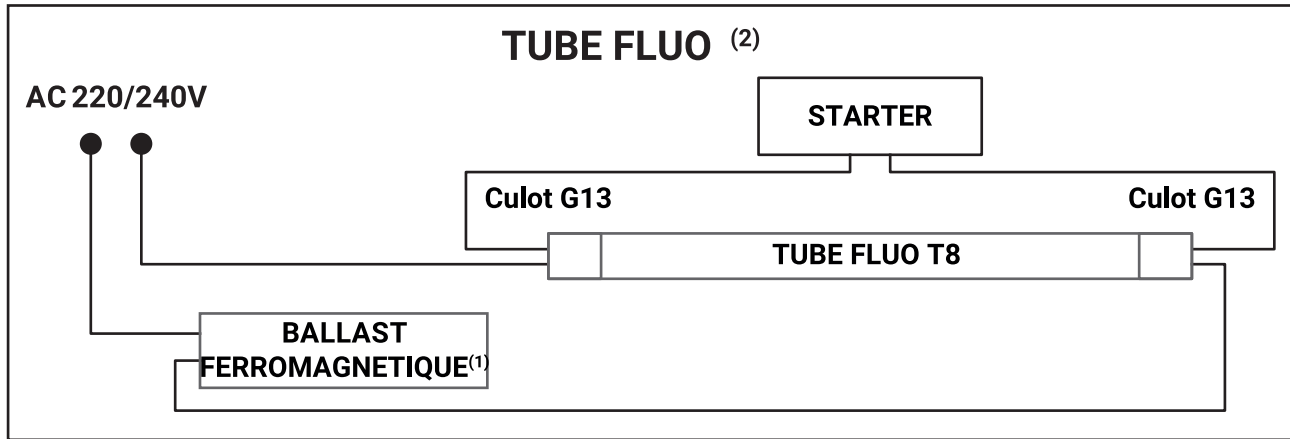 TUBE FLUO (2)
AC 220/240V
STARTER
Culot G13
Culot G13
TUBE FLUO T8
BALLAST
FERROMAGNETIQUE(1)